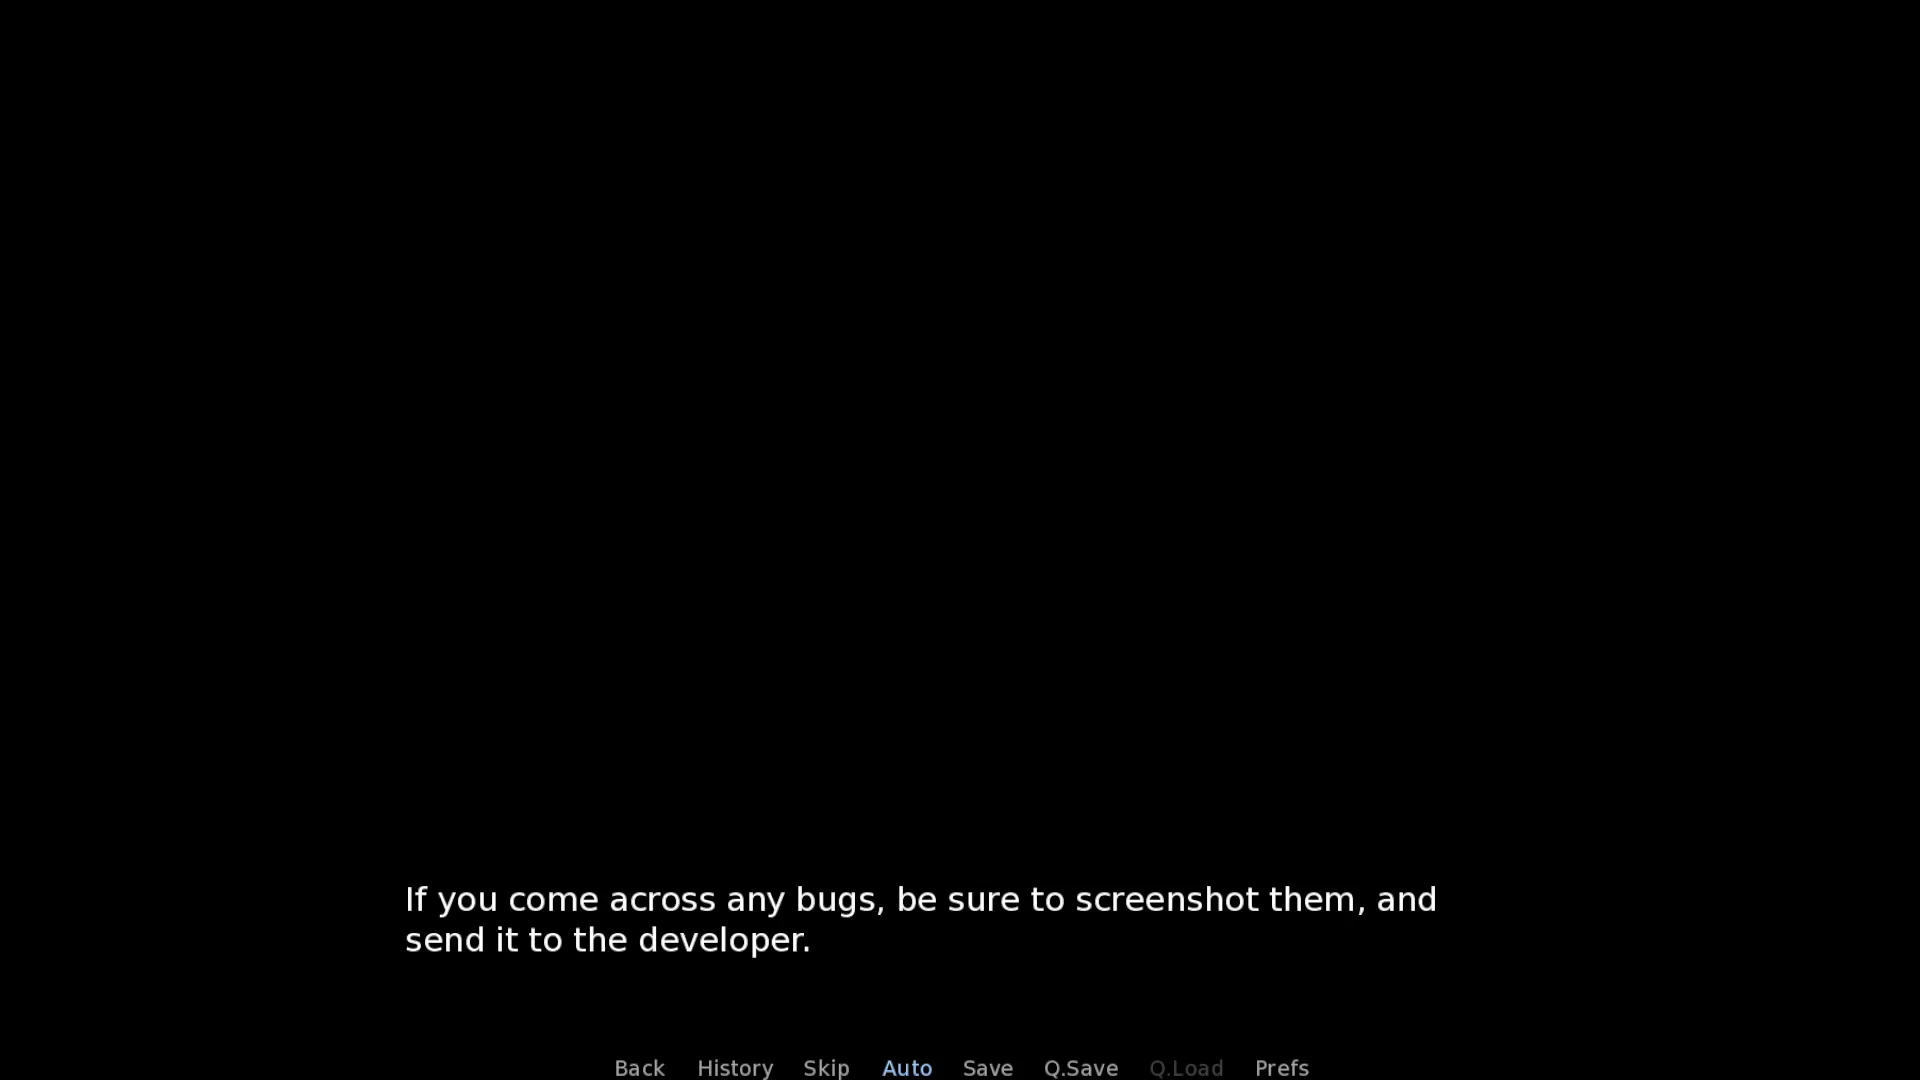 If you come across any bugs, be sure to screenshot them, and
send it to the developer.
Back History Skip Auto Save Q.Save Q.Load Prefs